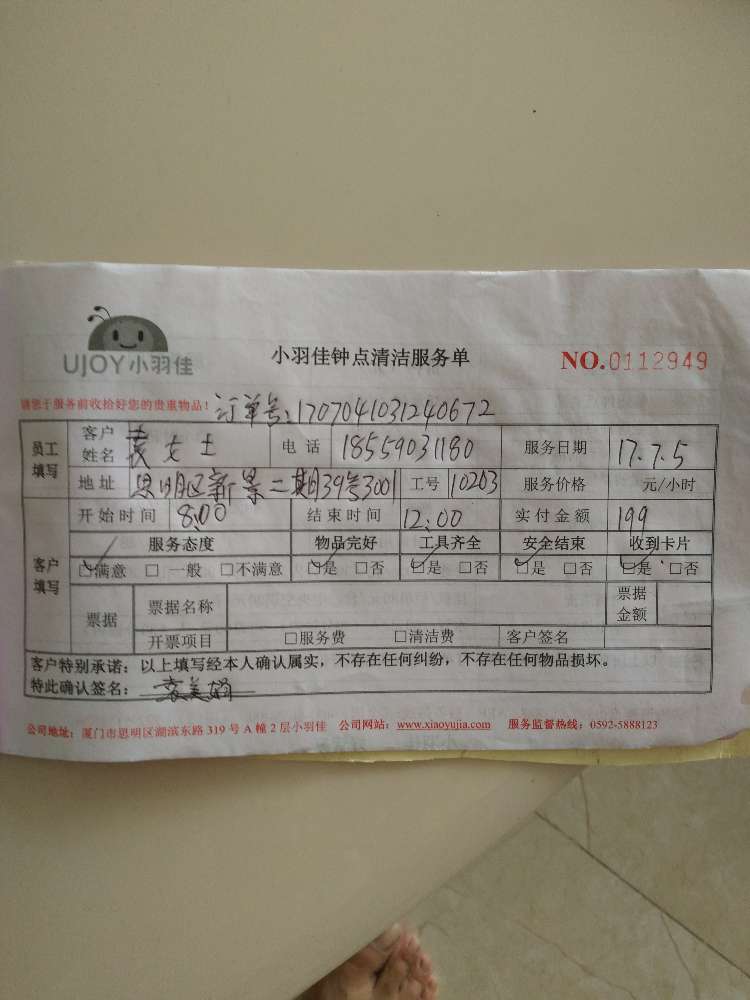 UJOY小羽佳
小羽佳钟点清洁服务单
NO.0112949
请您于服务前收拾好您的贵重物品!
订单号:1707041031240672
员工填写 客户姓名 袁女士 电话 18559031180 服务日期 17.7.5
地址 思明区新景二期39号3001 工号 10203 服务价格 元/小时
客户填写 开始时间 8:00 结束时间 12:00 实付金额 199
服务态度 物品完好 工具齐全 安全结束 收到卡片
☑满意 □一般 □不满意 ☑是 □否 ☑是 □否 ☑是 □否 ☑是 □否
票据 票据名称 票据金额
开票项目 □服务费 □清洁费 客户签名
客户特别承诺:以上填写经本人确认属实,不存在任何纠纷,不存在任何物品损坏。
特此确认签名:袁美娟
公司地址:厦门市思明区湖滨东路319号A幢2层小羽佳 公司网站:www.xiaoyujia.com 服务监督热线:0592-5888123